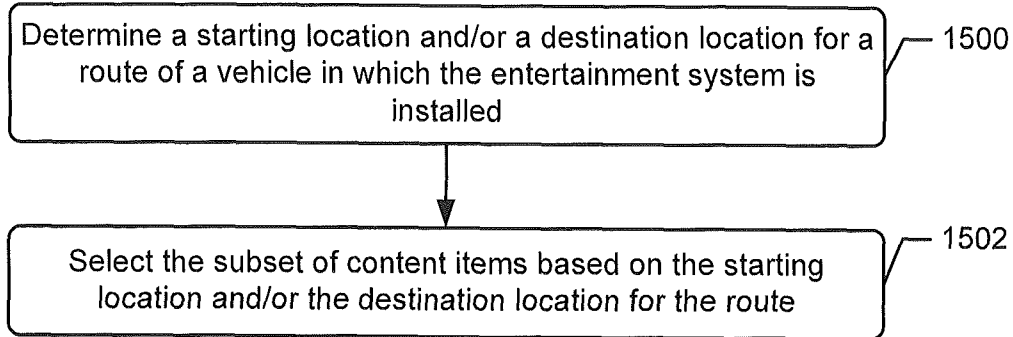 Determine a starting location and/or a destination location for a
route of a vehicle in which the entertainment system is
installed
1500
Select the subset of content items based on the starting
location and/or the destination location for the route
1502